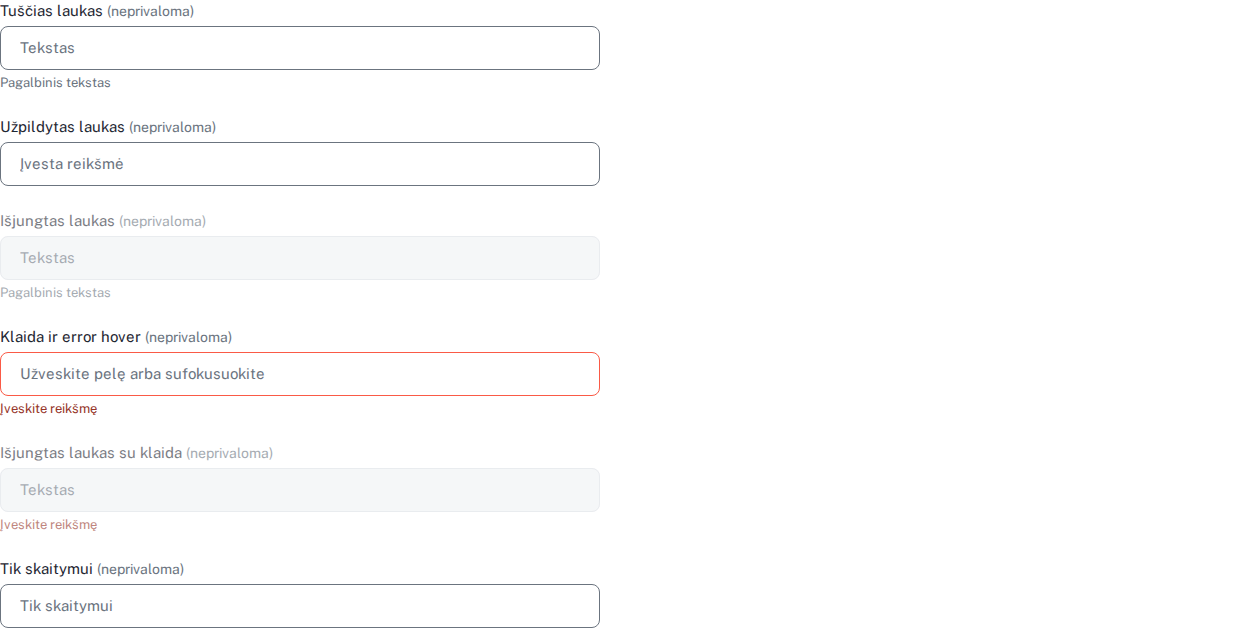 Tuščias laukas (neprivaloma)
Tekstas
Pagalbinis tekstas
Užpildytas laukas (neprivaloma)
Įvesta reikšmė
Išjungtas laukas (neprivaloma)
Tekstas
Pagalbinis tekstas
Klaida ir error hover (neprivaloma)
Užveskite pelę arba sufokusuokite
Įveskite reikšmę
Išjungtas laukas su klaida (neprivaloma)
Tekstas
Įveskite reikšmę
Tik skaitymui (neprivaloma)
Tik skaitymui